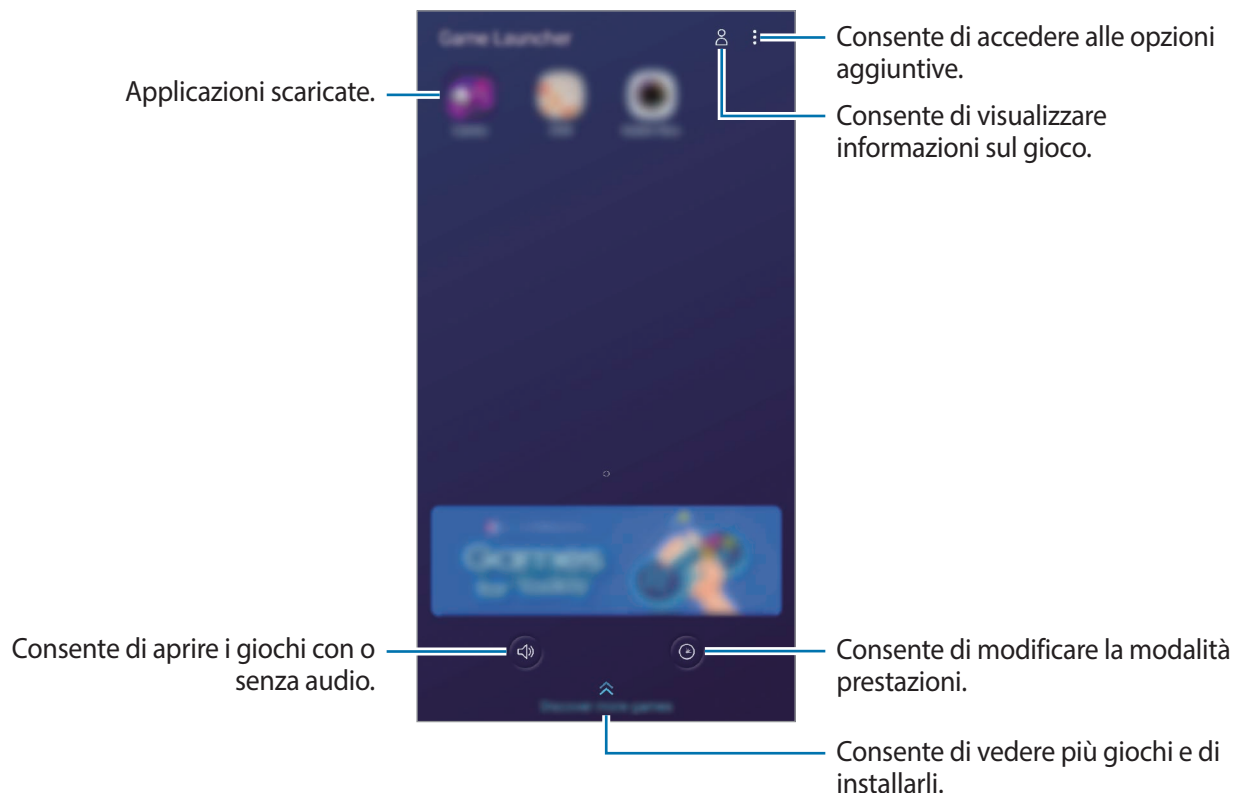 Game Launcher
Consente di accedere alle opzioni
aggiuntive.
Applicazioni scaricate.
Consente di visualizzare
informazioni sul gioco.
Games
for Toddlr
Consente di aprire i giochi con o
senza audio.
Consente di modificare la modalità
prestazioni.
Discover more games
Consente di vedere più giochi e di
installarli.